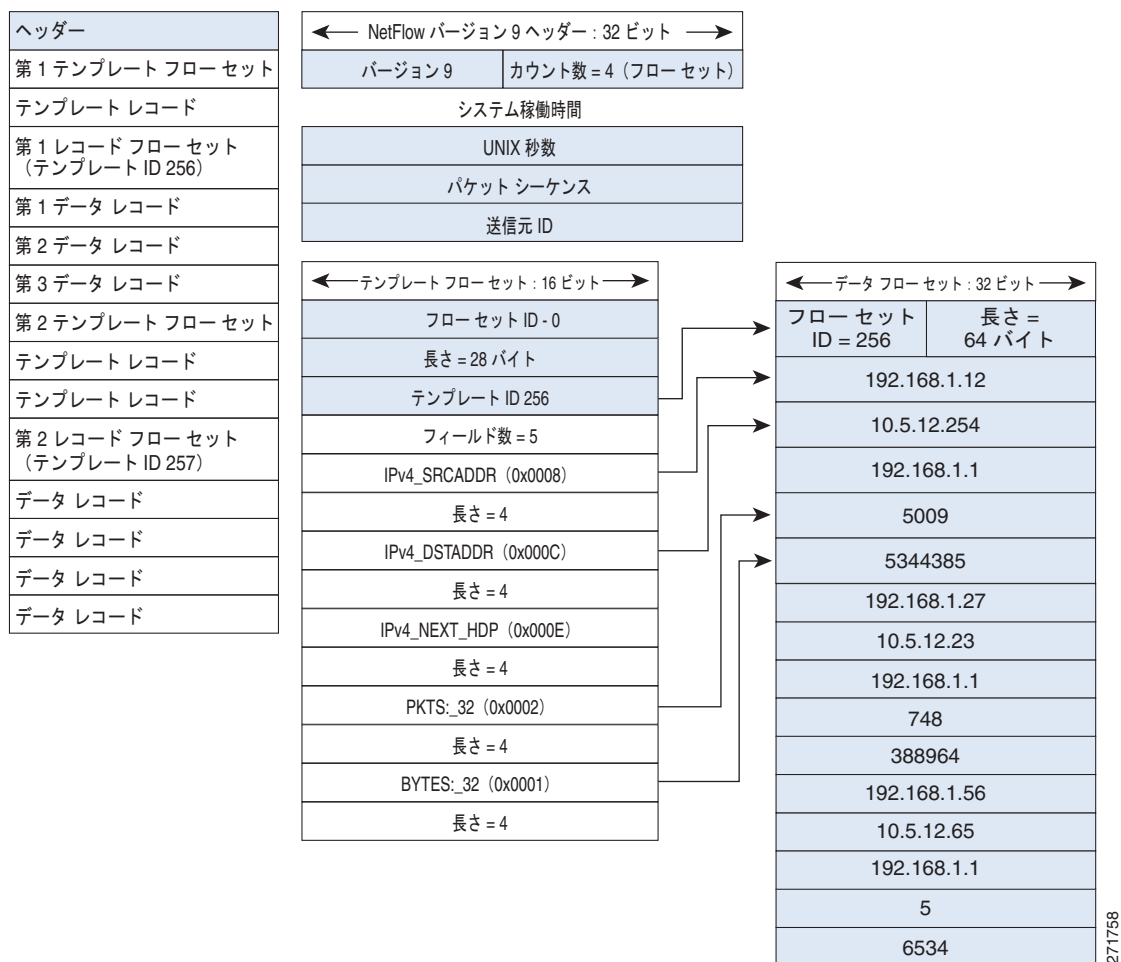 ヘッダー
第 1 テンプレート フロー セット
テンプレート レコード
第 1 レコード フロー セット
（テンプレート ID 256）
第 1 データ レコード
第 2 データ レコード
第 3 データ レコード
第 2 テンプレート フロー セット
テンプレート レコード
テンプレート レコード
第 2 レコード フロー セット
（テンプレート ID 257）
データ レコード
データ レコード
データ レコード
データ レコード
NetFlow バージョン 9 ヘッダー : 32 ビット
バージョン 9
カウント数 = 4（フロー セット）
システム稼働時間
UNIX 秒数
パケット シーケンス
送信元 ID
テンプレート フロー セット : 16 ビット
フロー セット ID - 0
長さ = 28 バイト
テンプレート ID 256
フィールド数 = 5
IPv4_SRCADDR（0x0008）
長さ = 4
IPv4_DSTADDR（0x000C）
長さ = 4
IPv4_NEXT_HDP（0x000E）
長さ = 4
PKTS:_32（0x0002）
長さ = 4
BYTES:_32（0x0001）
長さ = 4
データ フロー セット : 32 ビット
フロー セット
ID = 256
長さ =
64 バイト
192.168.1.12
10.5.12.254
192.168.1.1
5009
5344385
192.168.1.27
10.5.12.23
192.168.1.1
748
388964
192.168.1.56
10.5.12.65
192.168.1.1
5
6534
271758